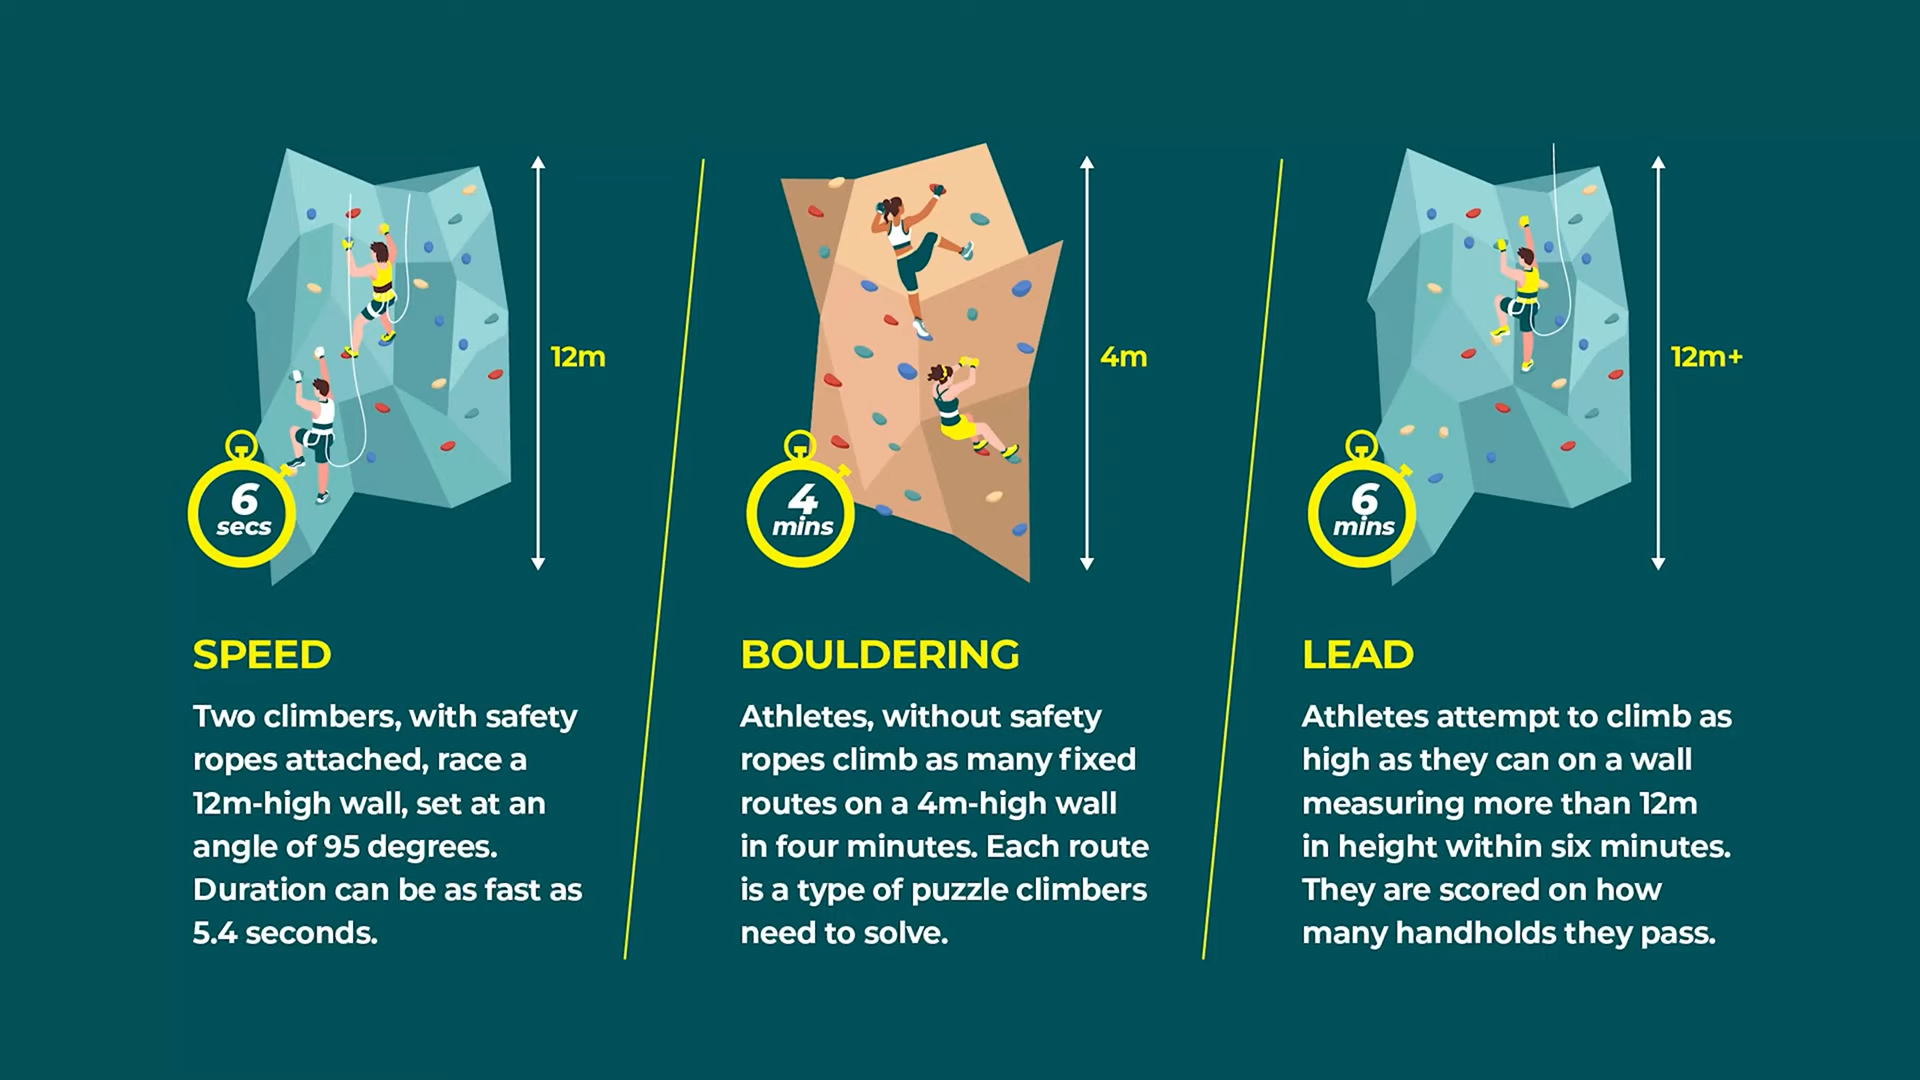 12m
6
secs
SPEED
Two climbers, with safety
ropes attached, race a
12m-high wall, set at an
angle of 95 degrees.
Duration can be as fast as
5.4 seconds.
4m
4
mins
BOULDERING
Athletes, without safety
ropes climb as many fixed
routes on a 4m-high wall
in four minutes. Each route
is a type of puzzle climbers
need to solve.
12m+
6
mins
LEAD
Athletes attempt to climb as
high as they can on a wall
measuring more than 12m
in height within six minutes.
They are scored on how
many handholds they pass.